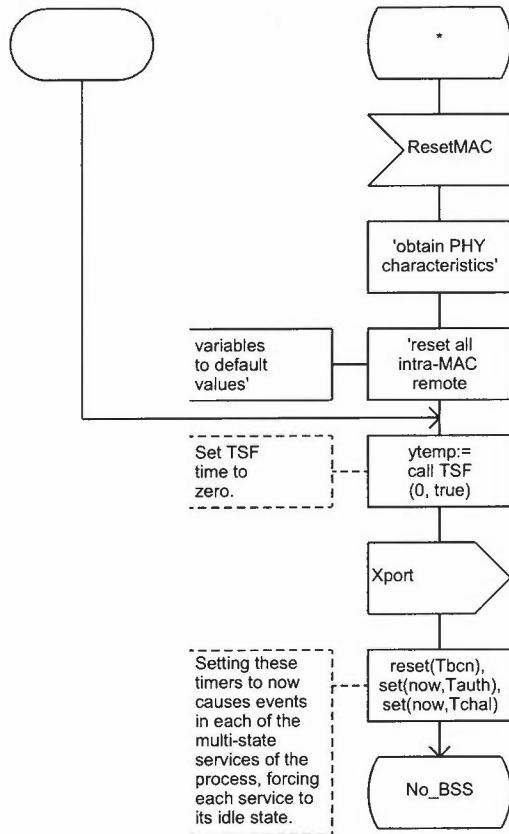 *
ResetMAC
'obtain PHY
characteristics'
variables
to default
values'
'reset all
intra-MAC
remote
Set TSF
time to
zero.
ytemp:=
call TSF
(0, true)
Xport
Setting these
timers to now
causes events
in each of the
multi-state
services of the
process, forcing
each service to
its idle state.
reset(Tbcn),
set(now,Tauth),
set(now,Tchal)
No_BSS